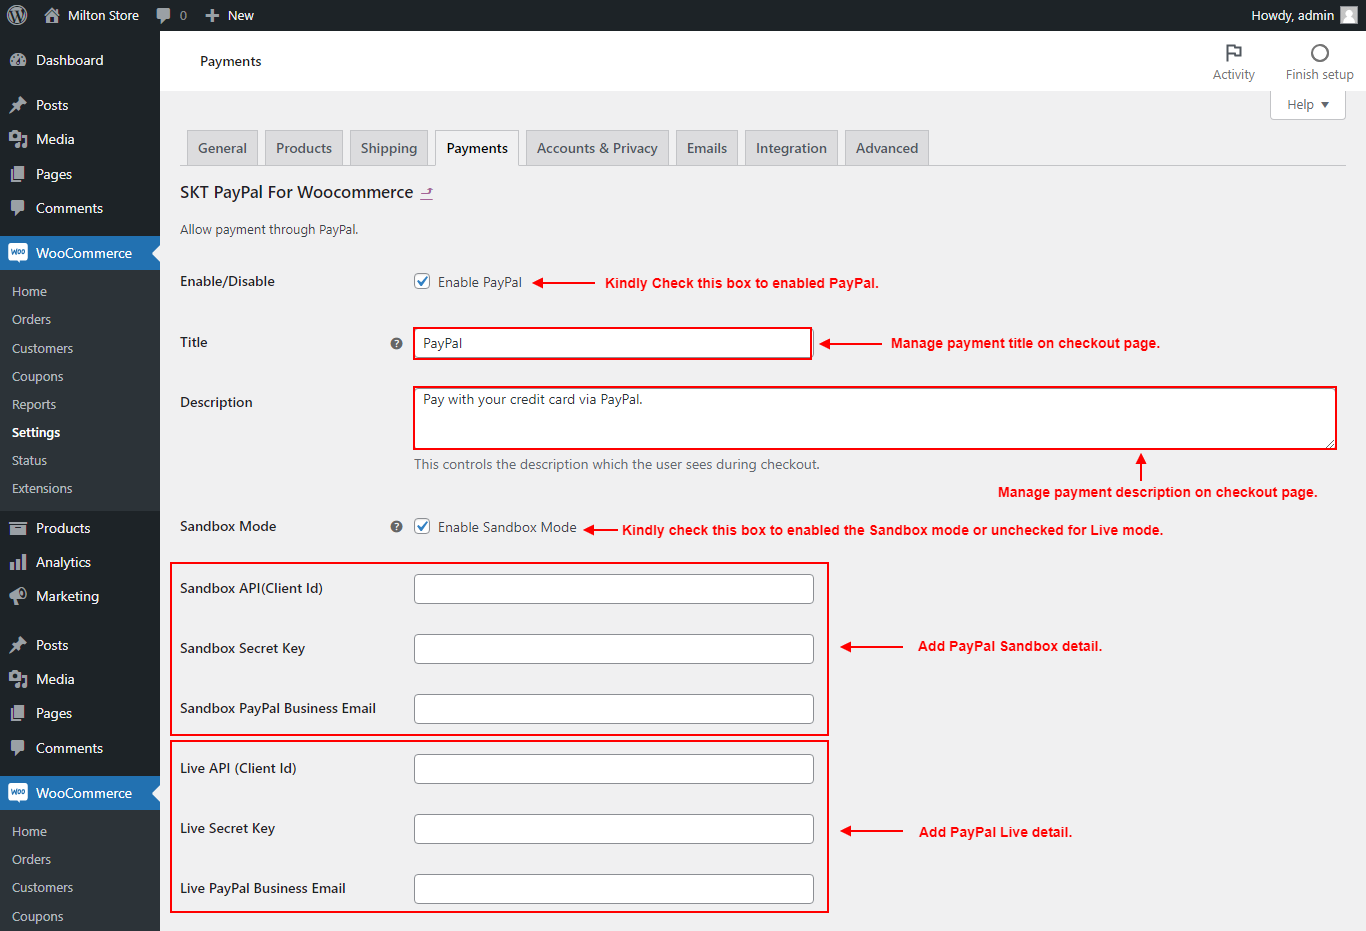 Milton Store
0
New
Howdy, admin
Dashboard
Posts
Media
Pages
Comments
WOO
WooCommerce
Home
Orders
Customers
Coupons
Reports
Settings
Status
Extensions
Products
Analytics
Marketing
Posts
Media
Pages
Comments
WOO
WooCommerce
Home
Orders
Customers
Coupons
Payments
Activity
Finish setup
Help
General
Products
Shipping
Payments
Accounts & Privacy
Emails
Integration
Advanced
SKT PayPal For Woocommerce
Allow payment through PayPal.
Enable/Disable
Enable PayPal
Kindly Check this box to enabled PayPal.
Title
?
PayPal
Manage payment title on checkout page.
Description
Pay with your credit card via PayPal.
This controls the description which the user sees during checkout.
Manage payment description on checkout page.
Sandbox Mode
?
Enable Sandbox Mode
Kindly check this box to enabled the Sandbox mode or unchecked for Live mode.
Sandbox API(Client Id)
Sandbox Secret Key
Add PayPal Sandbox detail.
Sandbox PayPal Business Email
Live API (Client Id)
Live Secret Key
Add PayPal Live detail.
Live PayPal Business Email